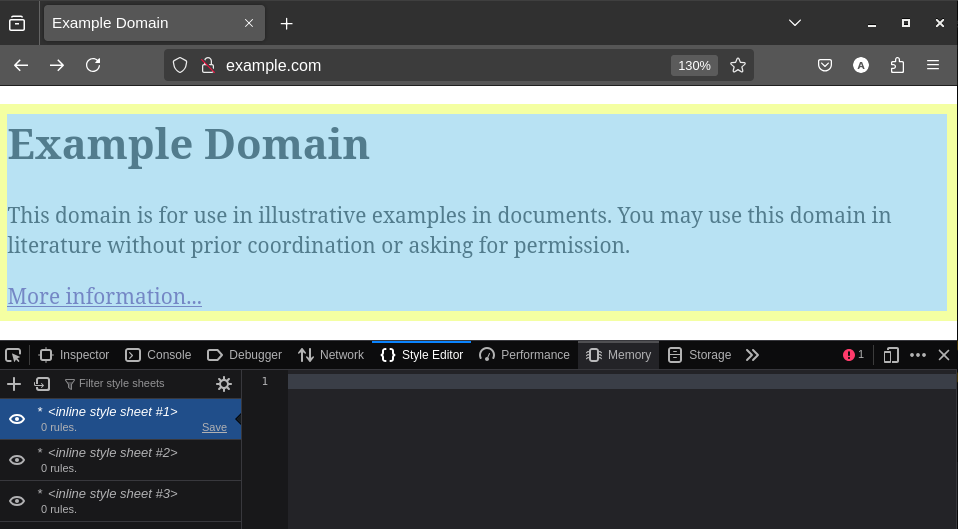 Example Domain
example.com
130%
A
Example Domain
This domain is for use in illustrative examples in documents. You may use this domain in
literature without prior coordination or asking for permission.
More information...
Inspector Console Debugger Network Style Editor Performance Memory Storage 1
Filter style sheets
1
* <inline style sheet #1>
0 rules. Save
* <inline style sheet #2>
0 rules.
* <inline style sheet #3>
0 rules.